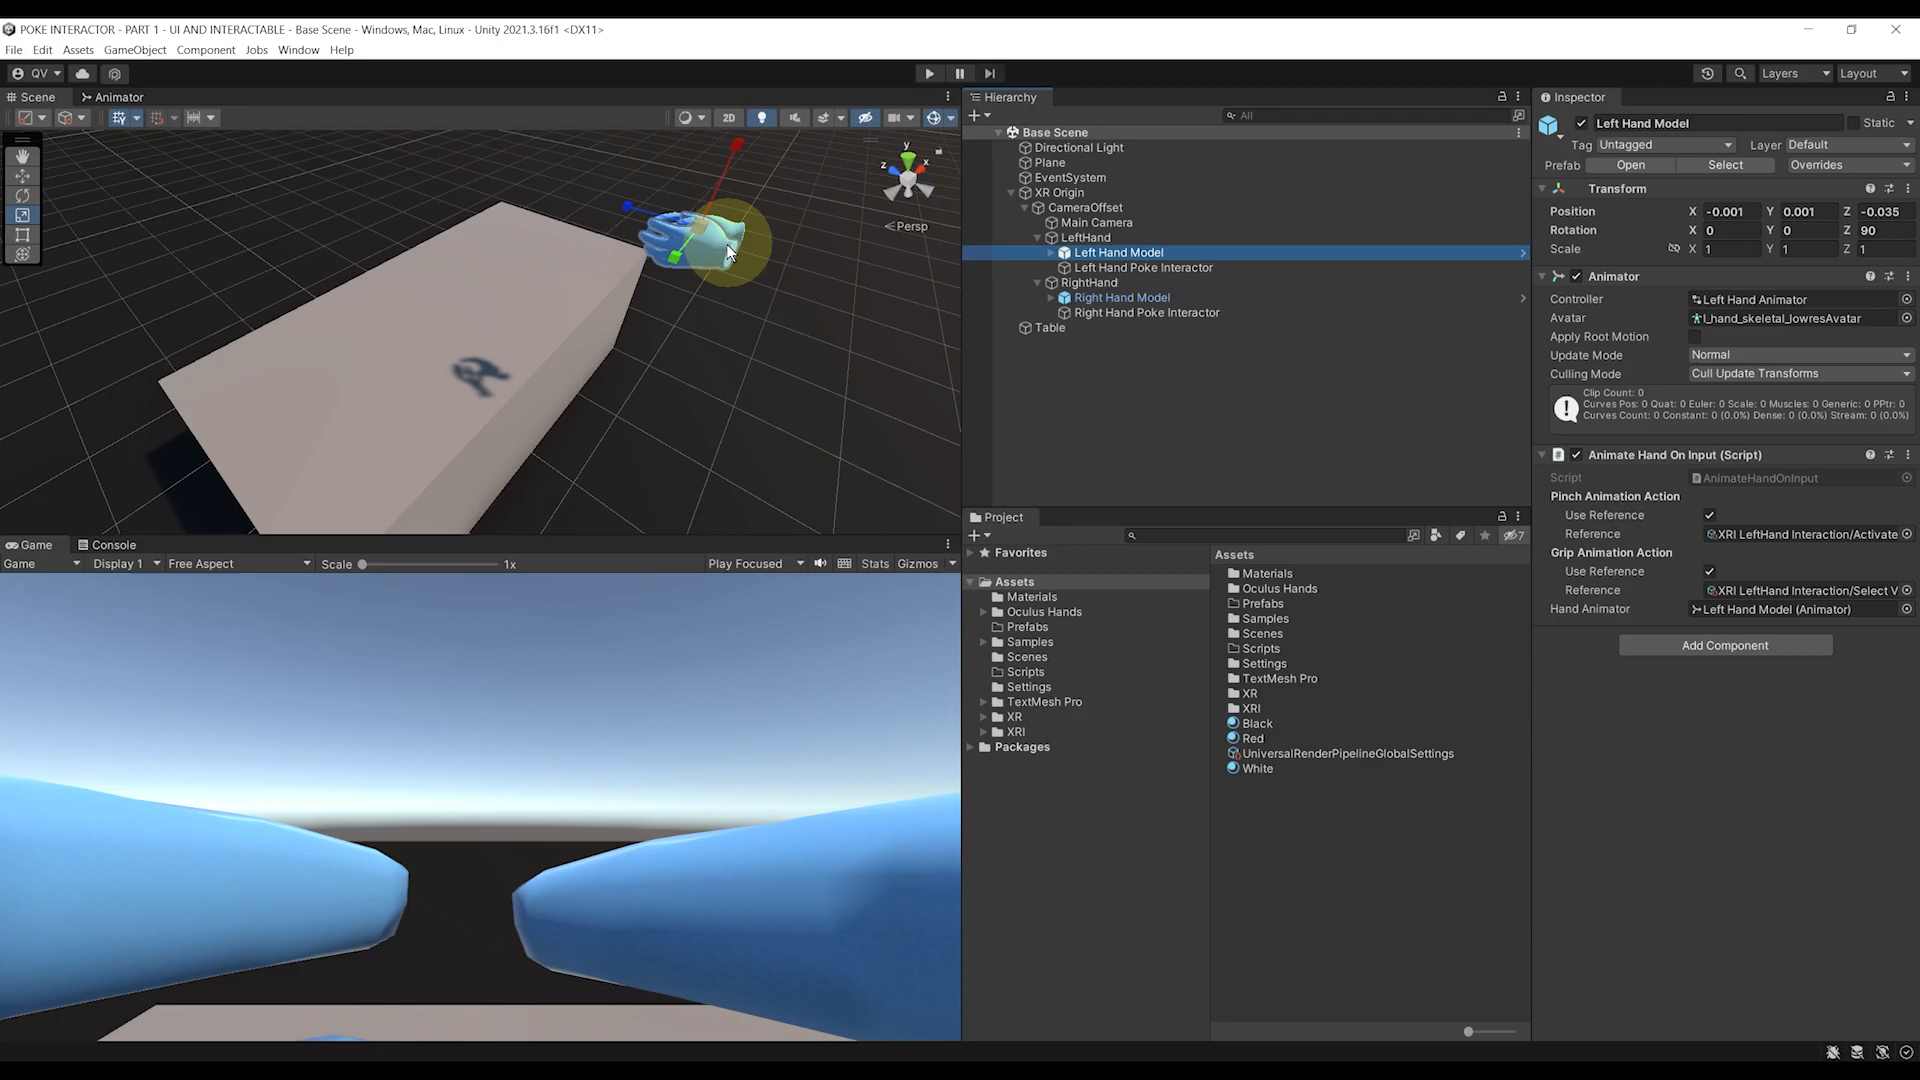 POKE INTERACTOR - PART 1 - UI AND INTERACTABLE - Base Scene - Windows, Mac, Linux - Unity 2021.3.16f1 <DX11>
File Edit Assets GameObject Component Jobs Window Help
QV Layers Layout
Scene Animator
2D
y
z x
Persp
Hierarchy
All
Base Scene
Directional Light
Plane
EventSystem
XR Origin
CameraOffset
Main Camera
LeftHand
Left Hand Model
Left Hand Poke Interactor
RightHand
Right Hand Model
Right Hand Poke Interactor
Table
Inspector
Left Hand Model Static
Tag Untagged Layer Default
Prefab Open Select Overrides
Transform
Position X -0.001 Y 0.001 Z -0.035
Rotation X 0 Y 0 Z 90
Scale X 1 Y 1 Z 1
Animator
Controller Left Hand Animator
Avatar l_hand_skeletal_lowresAvatar
Apply Root Motion
Update Mode Normal
Culling Mode Cull Update Transforms
Clip Count: 0
Curves Pos: 0 Quat: 0 Euler: 0 Scale: 0 Muscles: 0 Generic: 0 PPtr: 0
Curves Count: 0 Constant: 0 (0.0%) Dense: 0 (0.0%) Stream: 0 (0.0%)
Animate Hand On Input (Script)
Script AnimateHandOnInput
Pinch Animation Action
Use Reference
Reference XRI LeftHand Interaction/Activate
Grip Animation Action
Use Reference
Reference XRI LeftHand Interaction/Select V
Hand Animator Left Hand Model (Animator)
Add Component
Game Console
Game Display 1 Free Aspect Scale 1x Play Focused Stats Gizmos
Project
7
Favorites
Assets
Materials
Oculus Hands
Prefabs
Samples
Scenes
Scripts
Settings
TextMesh Pro
XR
XRI
Packages
Assets
Materials
Oculus Hands
Prefabs
Samples
Scenes
Scripts
Settings
TextMesh Pro
XR
XRI
Black
Red
UniversalRenderPipelineGlobalSettings
White